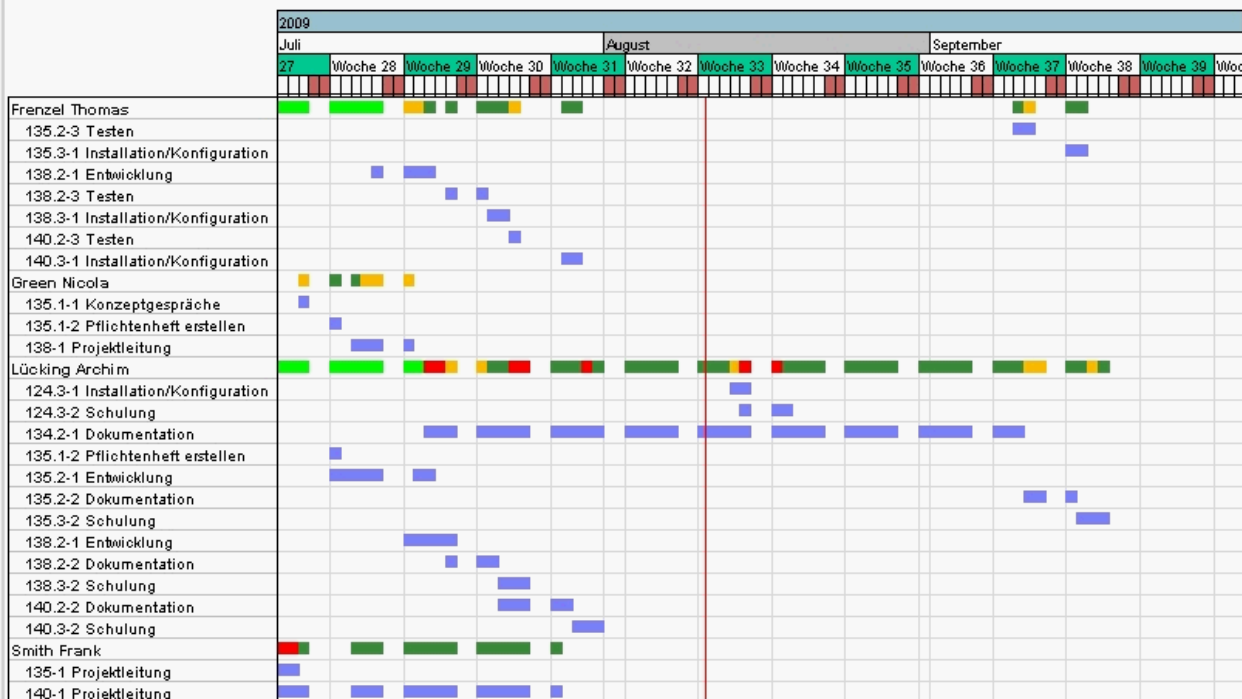 2009
Juli August September
27 Woche 28 Woche 29 Woche 30 Woche 31 Woche 32 Woche 33 Woche 34 Woche 35 Woche 36 Woche 37 Woche 38 Woche 39
Frenzel Thomas
135.2-3 Testen
135.3-1 Installation/Konfiguration
138.2-1 Entwicklung
138.2-3 Testen
138.3-1 Installation/Konfiguration
140.2-3 Testen
140.3-1 Installation/Konfiguration
Green Nicola
135.1-1 Konzeptgespräche
135.1-2 Pflichtenheft erstellen
138-1 Projektleitung
Lücking Archim
124.3-1 Installation/Konfiguration
124.3-2 Schulung
134.2-1 Dokumentation
135.1-2 Pflichtenheft erstellen
135.2-1 Entwicklung
135.2-2 Dokumentation
135.3-2 Schulung
138.2-1 Entwicklung
138.2-2 Dokumentation
138.3-2 Schulung
140.2-2 Dokumentation
140.3-2 Schulung
Smith Frank
135-1 Projektleitung
140-1 Projektleitung